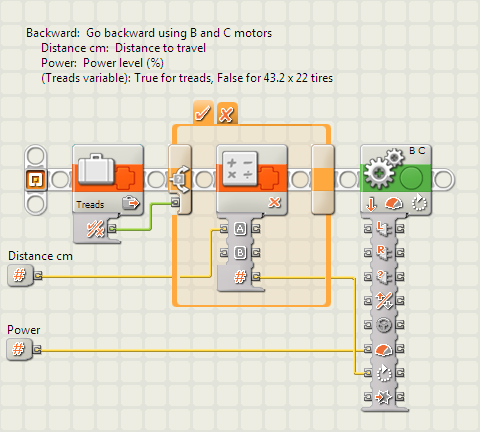 Backward:  Go backward using B and C motors
Distance cm:  Distance to travel
Power:  Power level (%)
(Treads variable): True for treads, False for 43.2 x 22 tires
B C
Treads
L
Distance cm
A
R
#
B
?
#
Power
#